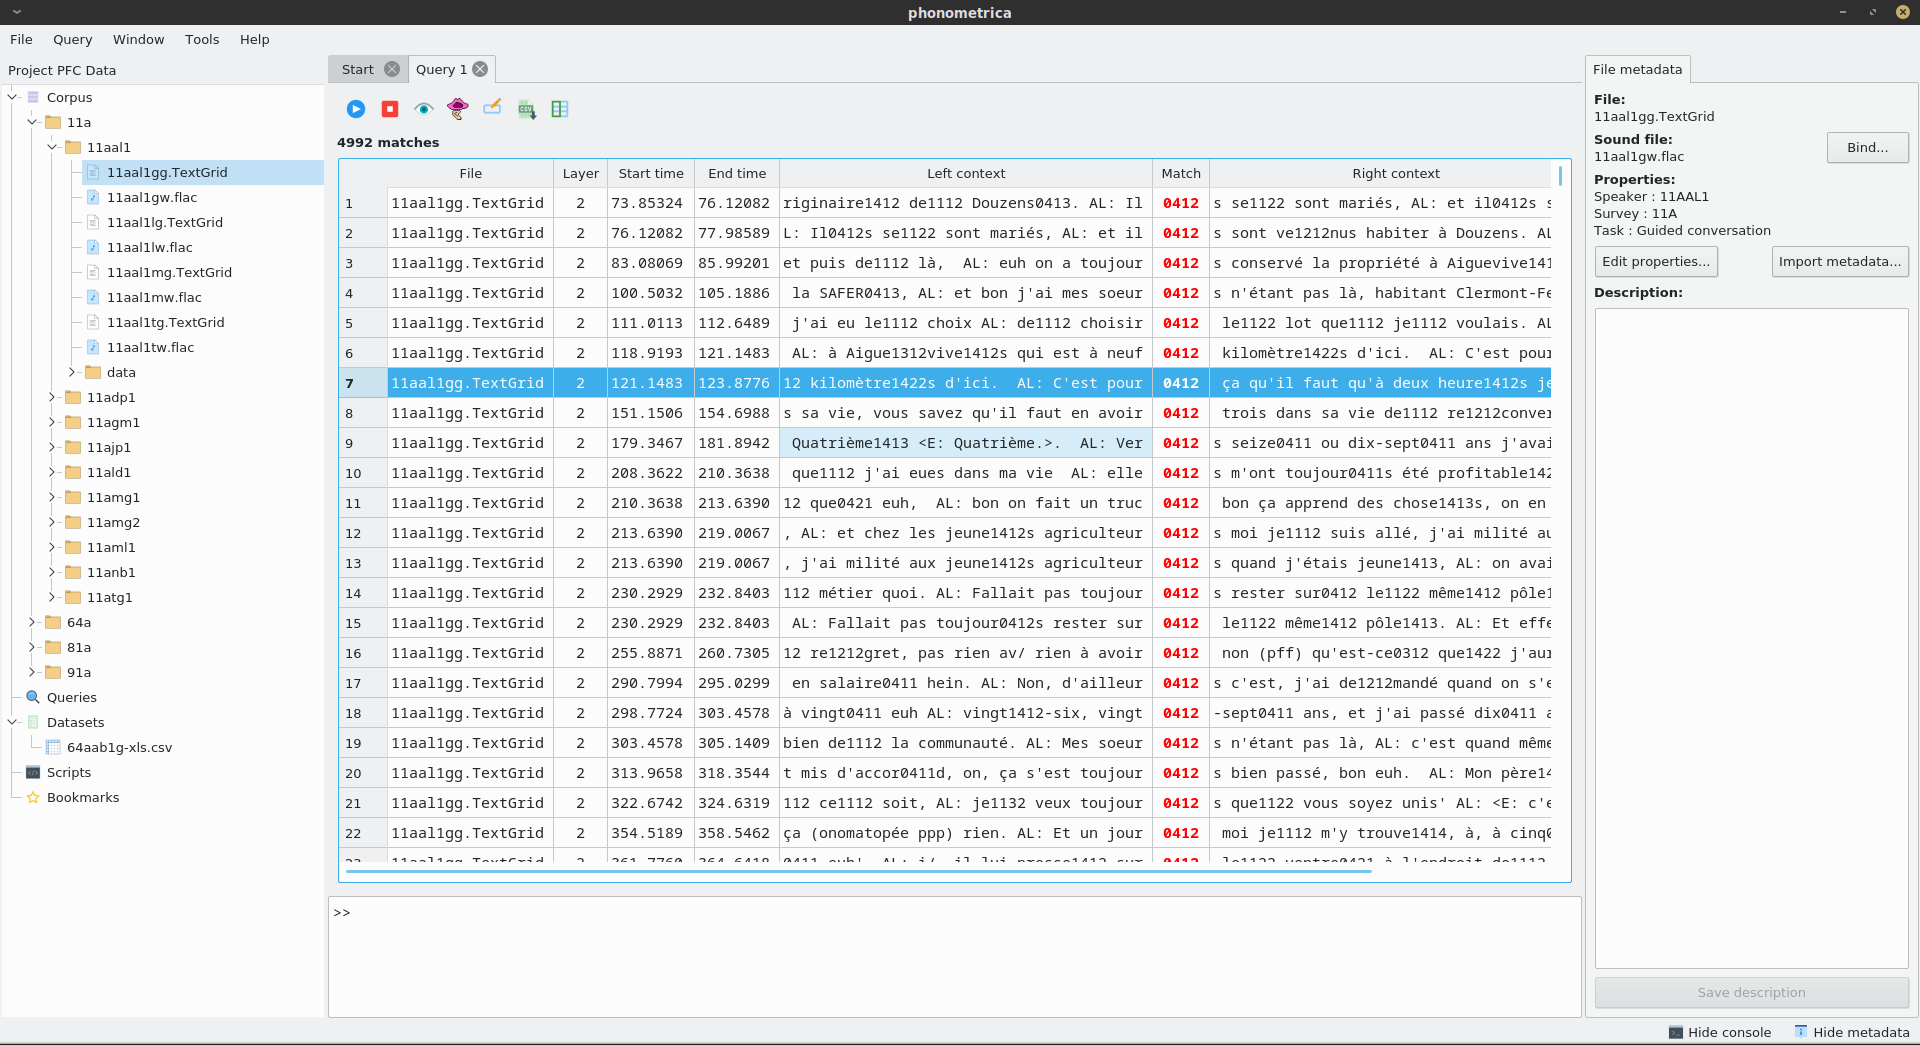 phonometrica
File Query Window Tools Help
Project PFC Data
Corpus
11a
11aal1
11aal1gg.TextGrid
11aal1gw.flac
11aal1lg.TextGrid
11aal1lw.flac
11aal1mg.TextGrid
11aal1mw.flac
11aal1tg.TextGrid
11aal1tw.flac
data
11adp1
11agm1
11ajp1
11ald1
11amg1
11amg2
11aml1
11anb1
11atg1
64a
81a
91a
Queries
Datasets
64aab1g-xls.csv
Scripts
Bookmarks
Start Query 1
4992 matches
File Layer Start time End time Left context Match Right context
1 11aal1gg.TextGrid 2 73.85324 76.12082 riginaire1412 de1112 Douzens0413. AL: Il 0412 s se1122 sont mariés, AL: et il0412s s
2 11aal1gg.TextGrid 2 76.12082 77.98589 L: Il0412s se1122 sont mariés, AL: et il 0412 s sont ve1212nus habiter à Douzens. AL
3 11aal1gg.TextGrid 2 83.08069 85.99201 et puis de1112 là, AL: euh on a toujour 0412 s conservé la propriété à Aiguevive141
4 11aal1gg.TextGrid 2 100.5032 105.1886 la SAFER0413, AL: et bon j'ai mes soeur 0412 s n'étant pas là, habitant Clermont-Fe
5 11aal1gg.TextGrid 2 111.0113 112.6489 j'ai eu le1112 choix AL: de1112 choisir 0412 le1122 lot que1112 je1112 voulais. AL
6 11aal1gg.TextGrid 2 118.9193 121.1483 AL: à Aigue1312vive1412s qui est à neuf 0412 kilomètre1422s d'ici. AL: C'est pour
7 11aal1gg.TextGrid 2 121.1483 123.8776 12 kilomètre1422s d'ici. AL: C'est pour 0412 ça qu'il faut qu'à deux heure1412s je
8 11aal1gg.TextGrid 2 151.1506 154.6988 s sa vie, vous savez qu'il faut en avoir 0412 trois dans sa vie de1112 re1212conver
9 11aal1gg.TextGrid 2 179.3467 181.8942 Quatrième1413 <E: Quatrième.>. AL: Ver 0412 s seize0411 ou dix-sept0411 ans j'avai
10 11aal1gg.TextGrid 2 208.3622 210.3638 que1112 j'ai eues dans ma vie AL: elle 0412 s m'ont toujour0411s été profitable142
11 11aal1gg.TextGrid 2 210.3638 213.6390 12 que0421 euh, AL: bon on fait un truc 0412 bon ça apprend des chose1413s, on en
12 11aal1gg.TextGrid 2 213.6390 219.0067 , AL: et chez les jeune1412s agriculteur 0412 s moi je1112 suis allé, j'ai milité au
13 11aal1gg.TextGrid 2 213.6390 219.0067 , j'ai milité aux jeune1412s agriculteur 0412 s quand j'étais jeune1413, AL: on avai
14 11aal1gg.TextGrid 2 230.2929 232.8403 112 métier quoi. AL: Fallait pas toujour 0412 s rester sur0412 le1122 même1412 pôle1
15 11aal1gg.TextGrid 2 230.2929 232.8403 AL: Fallait pas toujour0412s rester sur 0412 le1122 même1412 pôle1413. AL: Et effe
16 11aal1gg.TextGrid 2 255.8871 260.7305 12 re1212gret, pas rien av/ rien à avoir 0412 non (pff) qu'est-ce0312 que1422 j'aur
17 11aal1gg.TextGrid 2 290.7994 295.0299 en salaire0411 hein. AL: Non, d'ailleur 0412 s c'est, j'ai de1212mandé quand on s'e
18 11aal1gg.TextGrid 2 298.7724 303.4578 à vingt0411 euh AL: vingt1412-six, vingt 0412 -sept0411 ans, et j'ai passé dix0411 a
19 11aal1gg.TextGrid 2 303.4578 305.1409 bien de1112 la communauté. AL: Mes soeur 0412 s n'étant pas là, AL: c'est quand même
20 11aal1gg.TextGrid 2 313.9658 318.3544 t mis d'accor0411d, on, ça s'est toujour 0412 s bien passé, bon euh. AL: Mon père14
21 11aal1gg.TextGrid 2 322.6742 324.6319 112 ce1112 soit, AL: je1132 veux toujour 0412 s que1122 vous soyez unis' AL: <E: c'e
22 11aal1gg.TextGrid 2 354.5189 358.5462 ça (onomatopée ppp) rien. AL: Et un jour 0412 moi je1112 m'y trouve1414, à, à cinq0
>>
File metadata
File:
11aal1gg.TextGrid
Sound file:
11aal1gw.flac
Bind...
Properties:
Speaker : 11AAL1
Survey : 11A
Task : Guided conversation
Edit properties... Import metadata...
Description:
Save description
Hide console Hide metadata